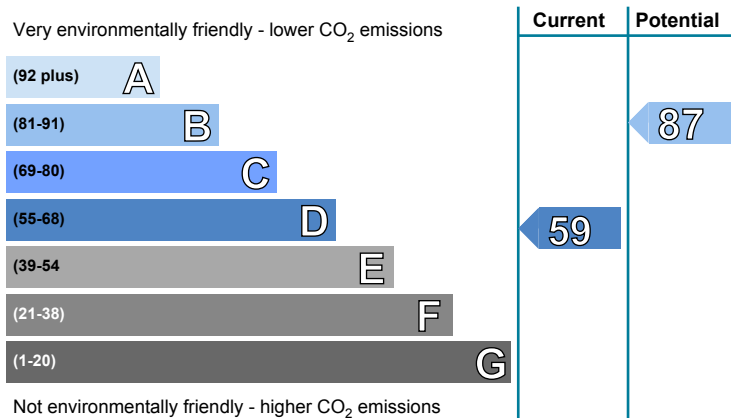 Current Potential
Very environmentally friendly - lower CO₂ emissions
(92 plus) A
(81-91) B
87
(69-80) C
(55-68) D
59
(39-54 E
(21-38) F
(1-20) G
Not environmentally friendly - higher CO₂ emissions